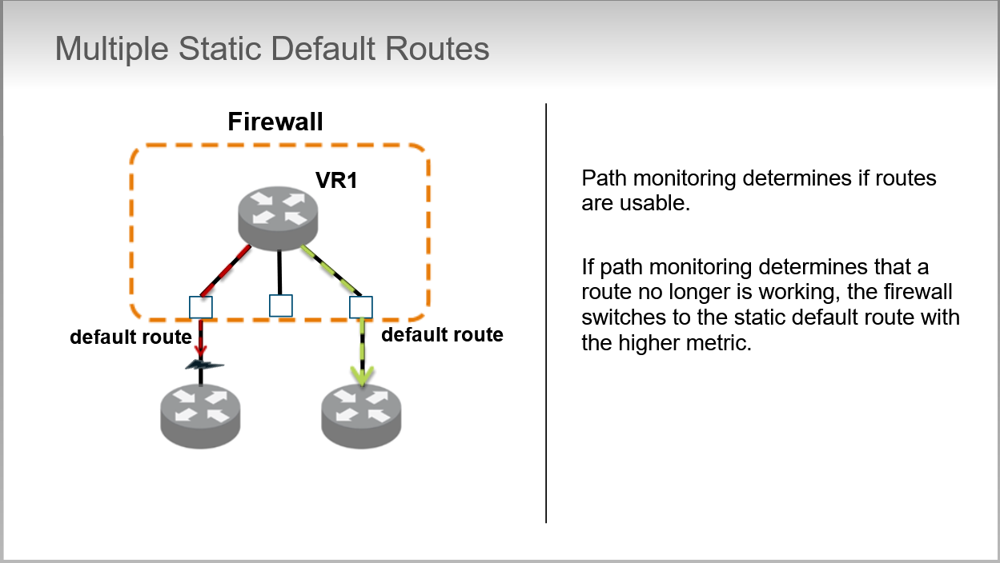 Multiple Static Default Routes
Firewall
VR1
default route
default route
Path monitoring determines if routes
are usable.
If path monitoring determines that a
route no longer is working, the firewall
switches to the static default route with
the higher metric.